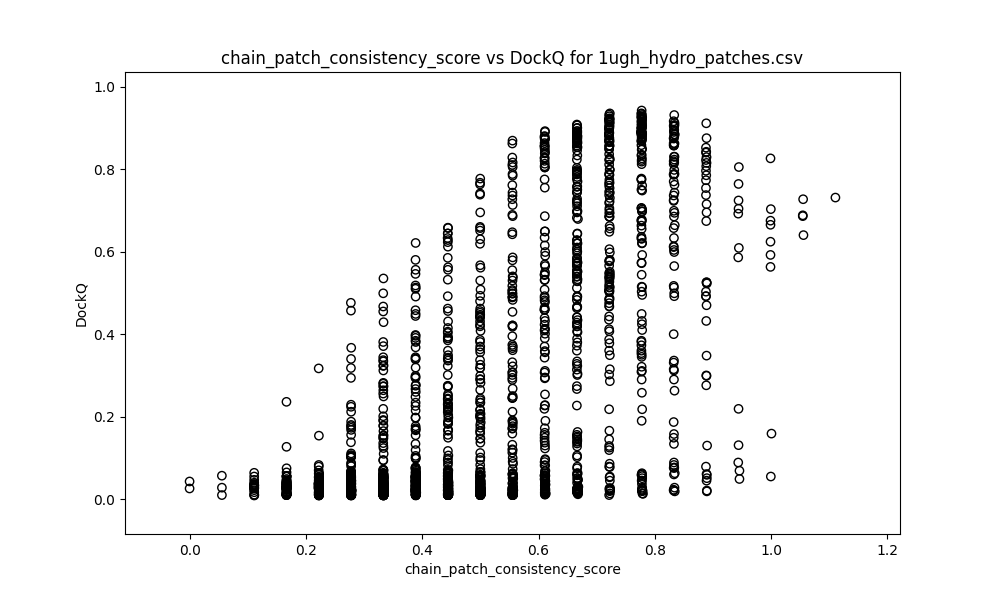 chain_patch_consistency_score vs DockQ for 1ugh_hydro_patches.csv
1.0
0.8
0.6
0.4
0.2
0.0
DockQ
0.0 0.2 0.4 0.6 0.8 1.0 1.2
chain_patch_consistency_score